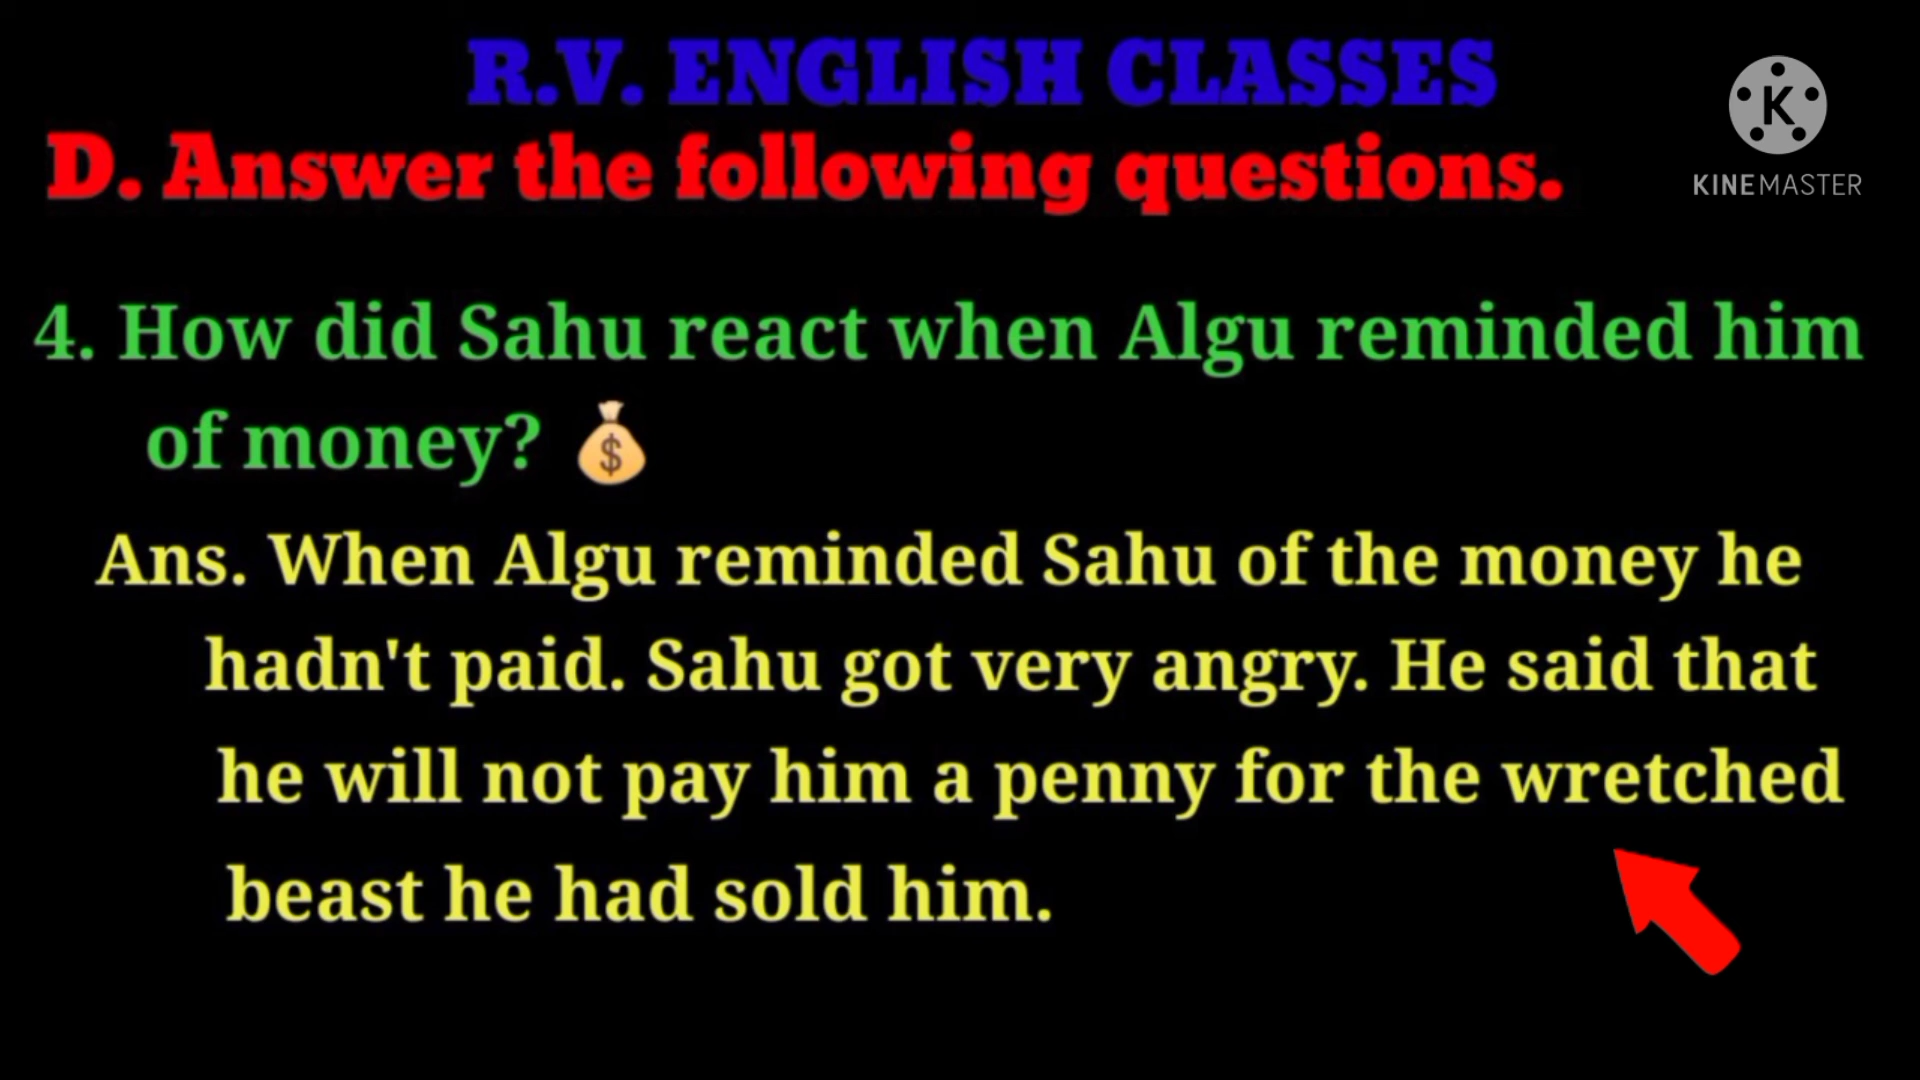 R.V. ENGLISH CLASSES
K
KINEMASTER
D. Answer the following questions.
4. How did Sahu react when Algu reminded him
of money? 💰
Ans. When Algu reminded Sahu of the money he
hadn't paid. Sahu got very angry. He said that
he will not pay him a penny for the wretched
beast he had sold him.